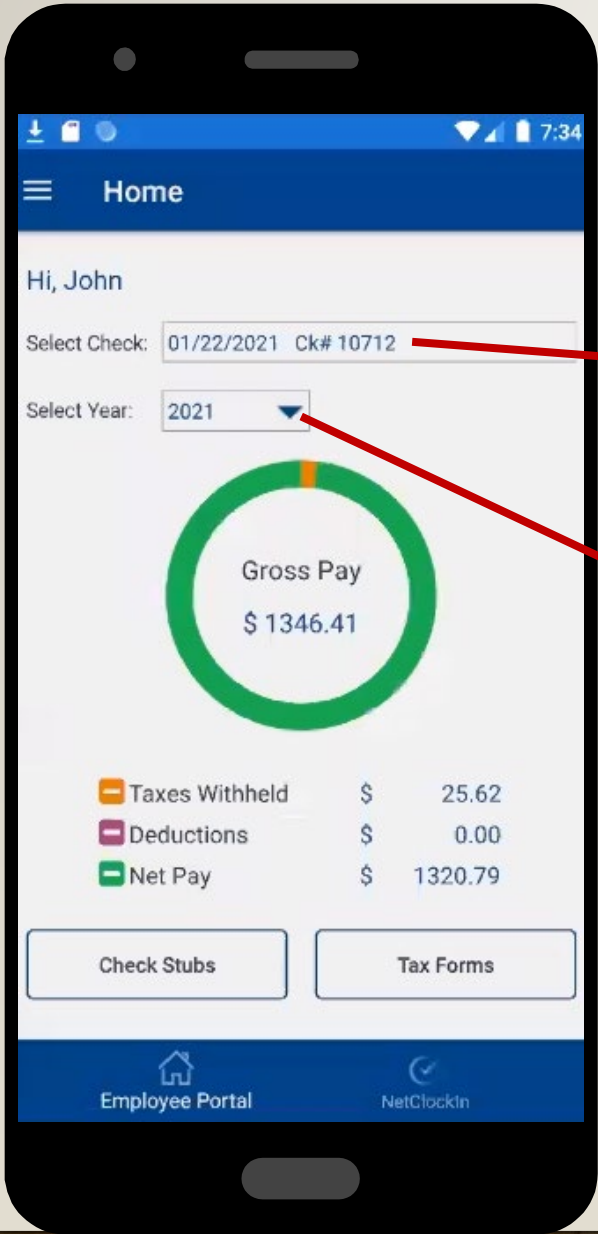 7:34
Home
Hi, John
Select Check: 01/22/2021 Ck# 10712
Select Year: 2021
Gross Pay
$ 1346.41
Taxes Withheld $ 25.62
Deductions $ 0.00
Net Pay $ 1320.79
Check Stubs Tax Forms
Employee Portal NetClockIn